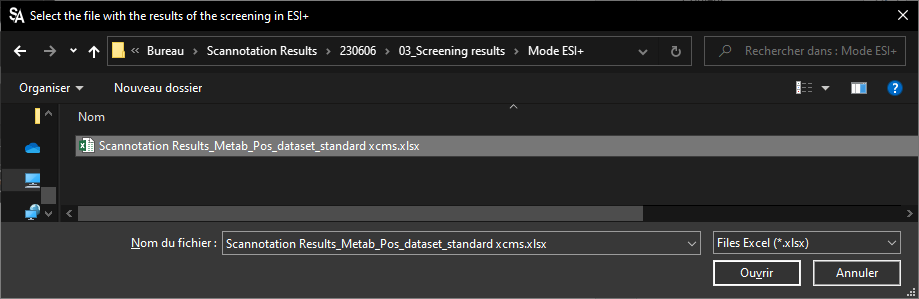 SA Select the file with the results of the screening in ESI+
Bureau > Scannotation Results > 230606 > 03_Screening results > Mode ESI+
Rechercher dans : Mode ESI+
Organiser Nouveau dossier ?
Nom
Scannotation Results_Metab_Pos_dataset_standard xcms.xlsx
Nom du fichier : Scannotation Results_Metab_Pos_dataset_standard xcms.xlsx Files Excel (*.xlsx)
Ouvrir Annuler